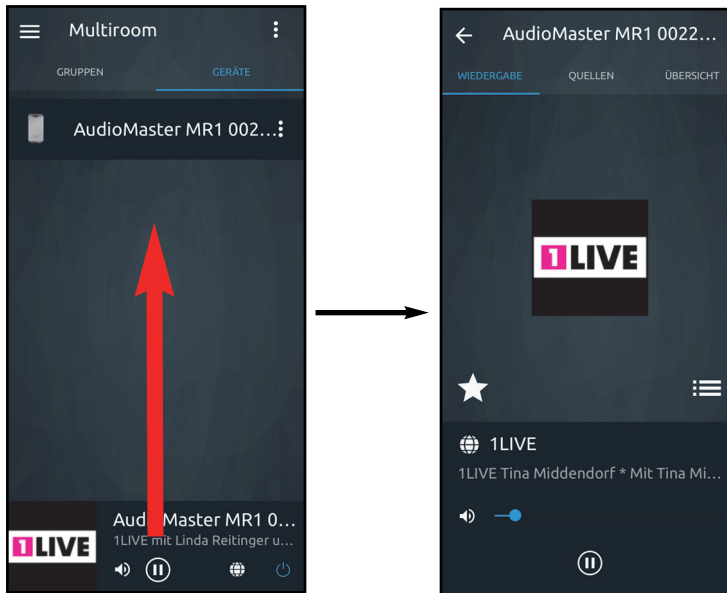 Multiroom
GRUPPEN GERÄTE
AudioMaster MR1 002...
1LIVE
AudioMaster MR1 0...
1LIVE mit Linda Reitinger u...
AudioMaster MR1 0022...
WIEDERGABE QUELLEN ÜBERSICHT
1LIVE
1LIVE
1LIVE Tina Middendorf * Mit Tina Mi...